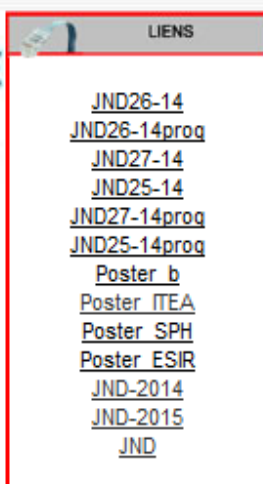 LIENS
JND26-14
JND26-14prog
JND27-14
JND25-14
JND27-14prog
JND25-14prog
Poster_b
Poster_ITEA
Poster_SPH
Poster_ESIR
JND-2014
JND-2015
JND